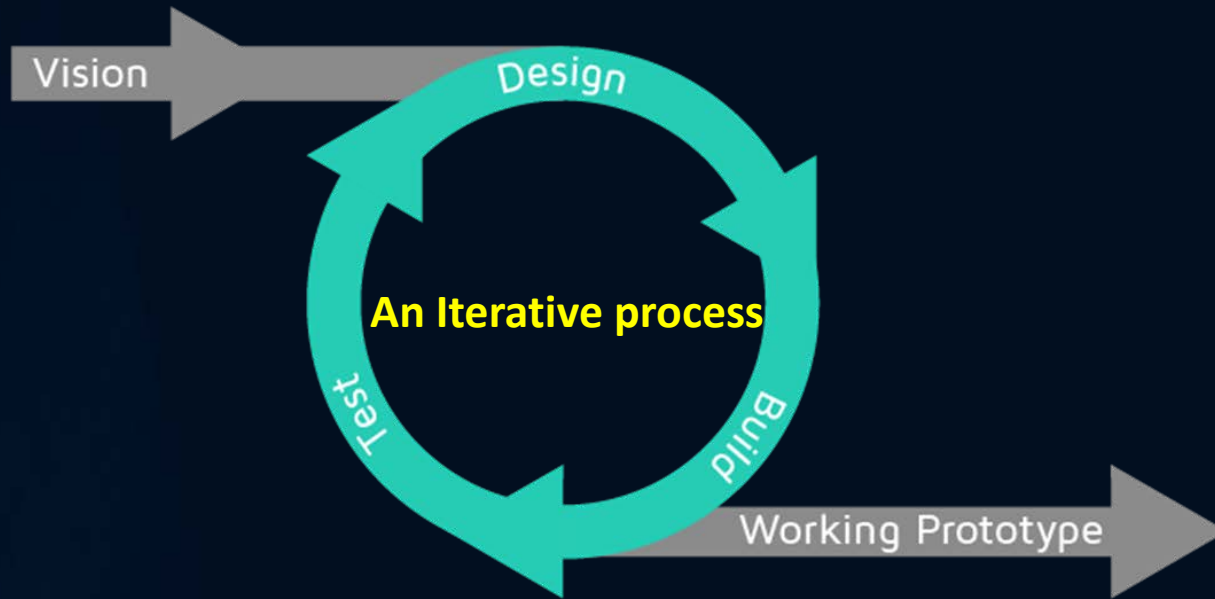 Vision
Design
An Iterative process
Test
Build
Working Prototype